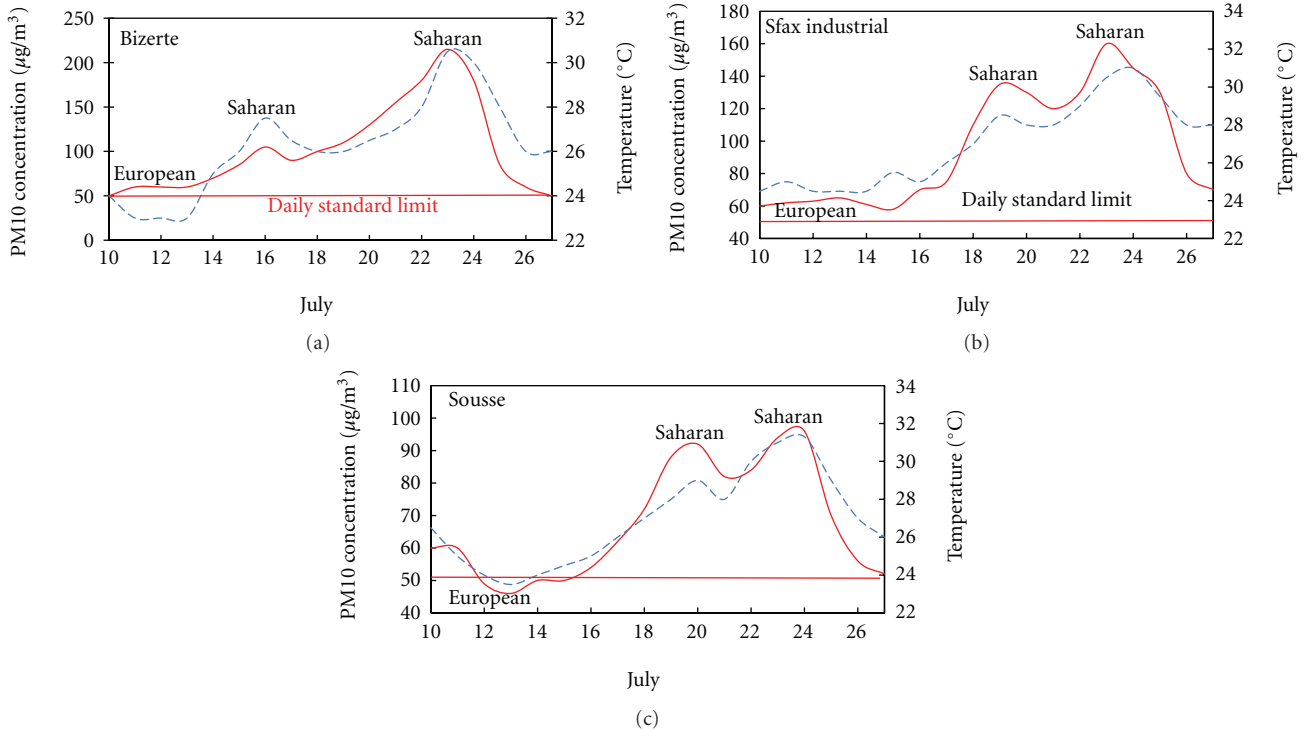 Bizerte
PM10 concentration (μg/m³)
250
200
150
100
50
0
European
Saharan
Saharan
Daily standard limit
32
30
28
26
24
22
Temperature (°C)
10 12 14 16 18 20 22 24 26
July
(a)
Sfax industrial
PM10 concentration (μg/m³)
180
160
140
120
100
80
60
40
European
Saharan
Saharan
Daily standard limit
34
32
30
28
26
24
22
Temperature (°C)
10 12 14 16 18 20 22 24 26
July
(b)
Sousse
PM10 concentration (μg/m³)
110
100
90
80
70
60
50
40
European
Saharan
Saharan
34
32
30
28
26
24
22
Temperature (°C)
10 12 14 16 18 20 22 24 26
July
(c)